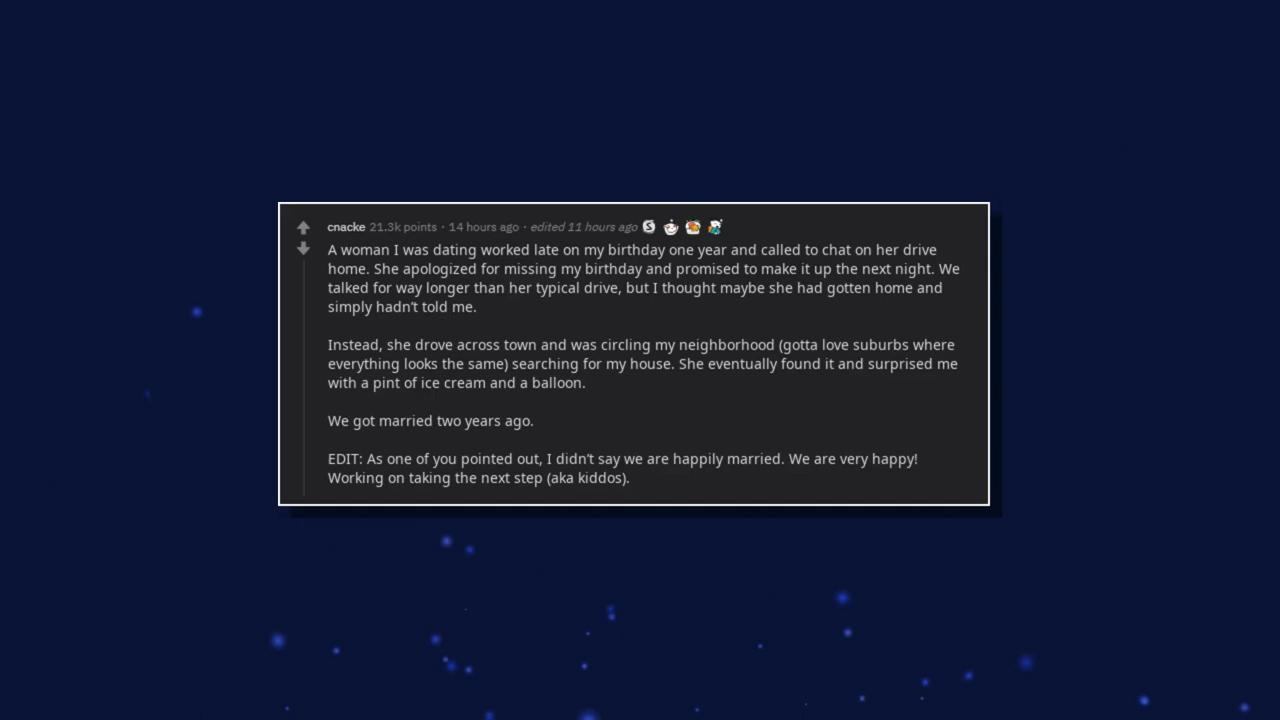 cnacke 21.3k points · 14 hours ago · edited 11 hours ago
A woman I was dating worked late on my birthday one year and called to chat on her drive
home. She apologized for missing my birthday and promised to make it up the next night. We
talked for way longer than her typical drive, but I thought maybe she had gotten home and
simply hadn't told me.
Instead, she drove across town and was circling my neighborhood (gotta love suburbs where
everything looks the same) searching for my house. She eventually found it and surprised me
with a pint of ice cream and a balloon.
We got married two years ago.
EDIT: As one of you pointed out, I didn't say we are happily married. We are very happy!
Working on taking the next step (aka kiddos).